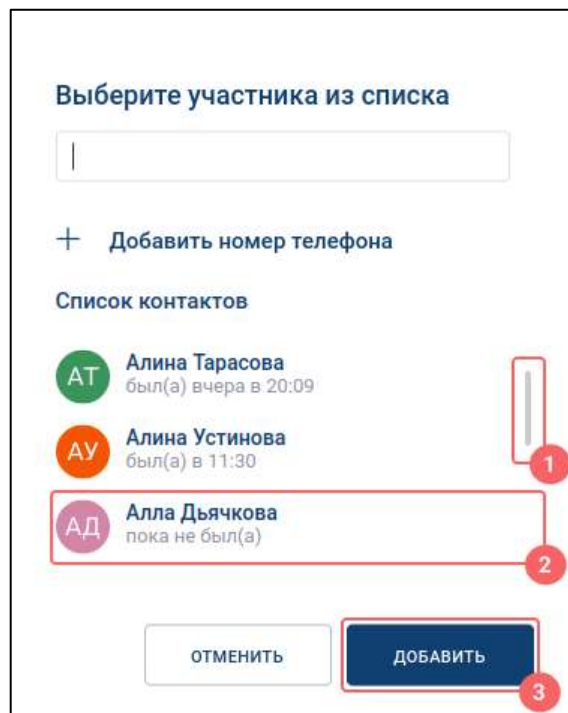 Выберите участника из списка
Добавить номер телефона
Список контактов
АТ
Алина Тарасова
был(а) вчера в 20:09
1
АУ
Алина Устинова
был(а) в 11:30
АД
Алла Дьячкова
пока не был(а)
2
ОТМЕНИТЬ
ДОБАВИТЬ
3